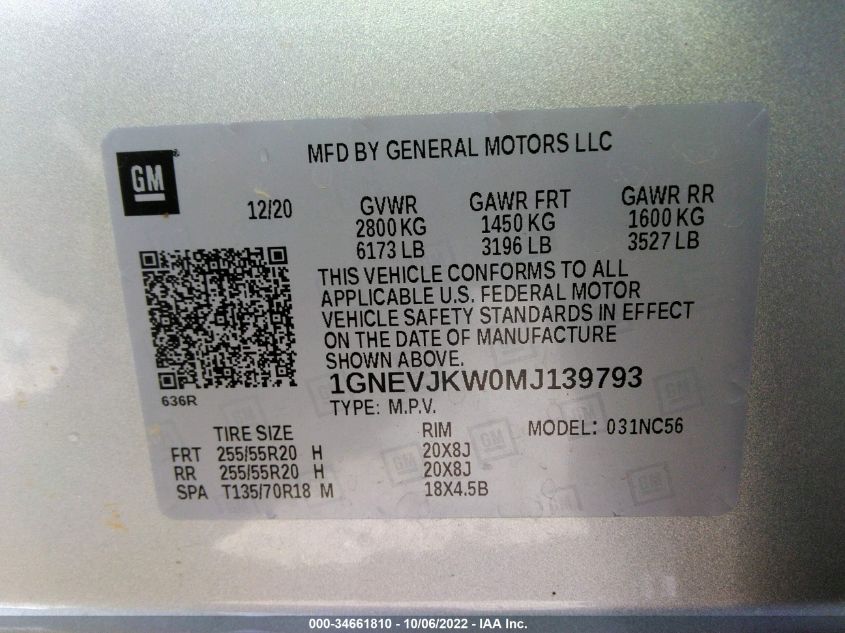 MFD BY GENERAL MOTORS LLC
GM
12/20
GVWR GAWR FRT GAWR RR
2800 KG 1450 KG 1600 KG
6173 LB 3196 LB 3527 LB
THIS VEHICLE CONFORMS TO ALL
APPLICABLE U.S. FEDERAL MOTOR
VEHICLE SAFETY STANDARDS IN EFFECT
ON THE DATE OF MANUFACTURE
SHOWN ABOVE.
636R
1GNEVJKW0MJ139793
TYPE: M.P.V.
TIRE SIZE RIM MODEL: 031NC56
FRT 255/55R20 H 20X8J
RR 255/55R20 H 20X8J
SPA T135/70R18 M 18X4.5B
000-34661810 - 10/06/2022 - IAA Inc.